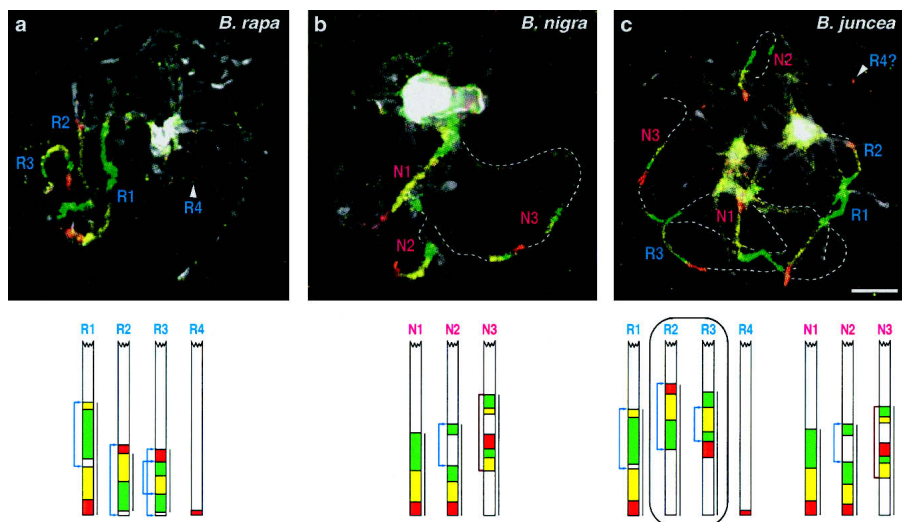 a B. rapa
R2
R3
R1
R4
b B. nigra
N1
N2
N3
c B. juncea
N2
R4?
N3
R2
N1
R1
R3
R1 R2 R3 R4
N1 N2 N3
R1 R2 R3 R4 N1 N2 N3